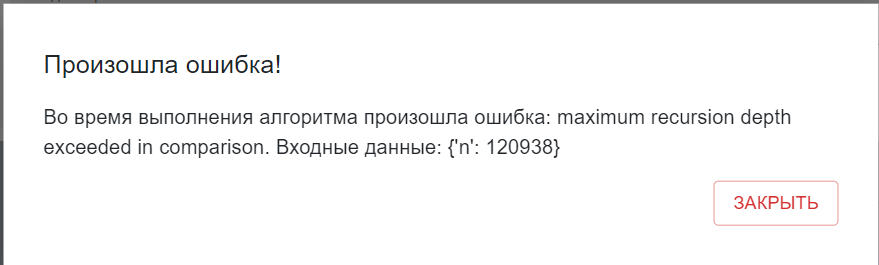 Произошла ошибка!
Во время выполнения алгоритма произошла ошибка: maximum recursion depth
exceeded in comparison. Входные данные: {'n': 120938}
ЗАКРЫТЬ